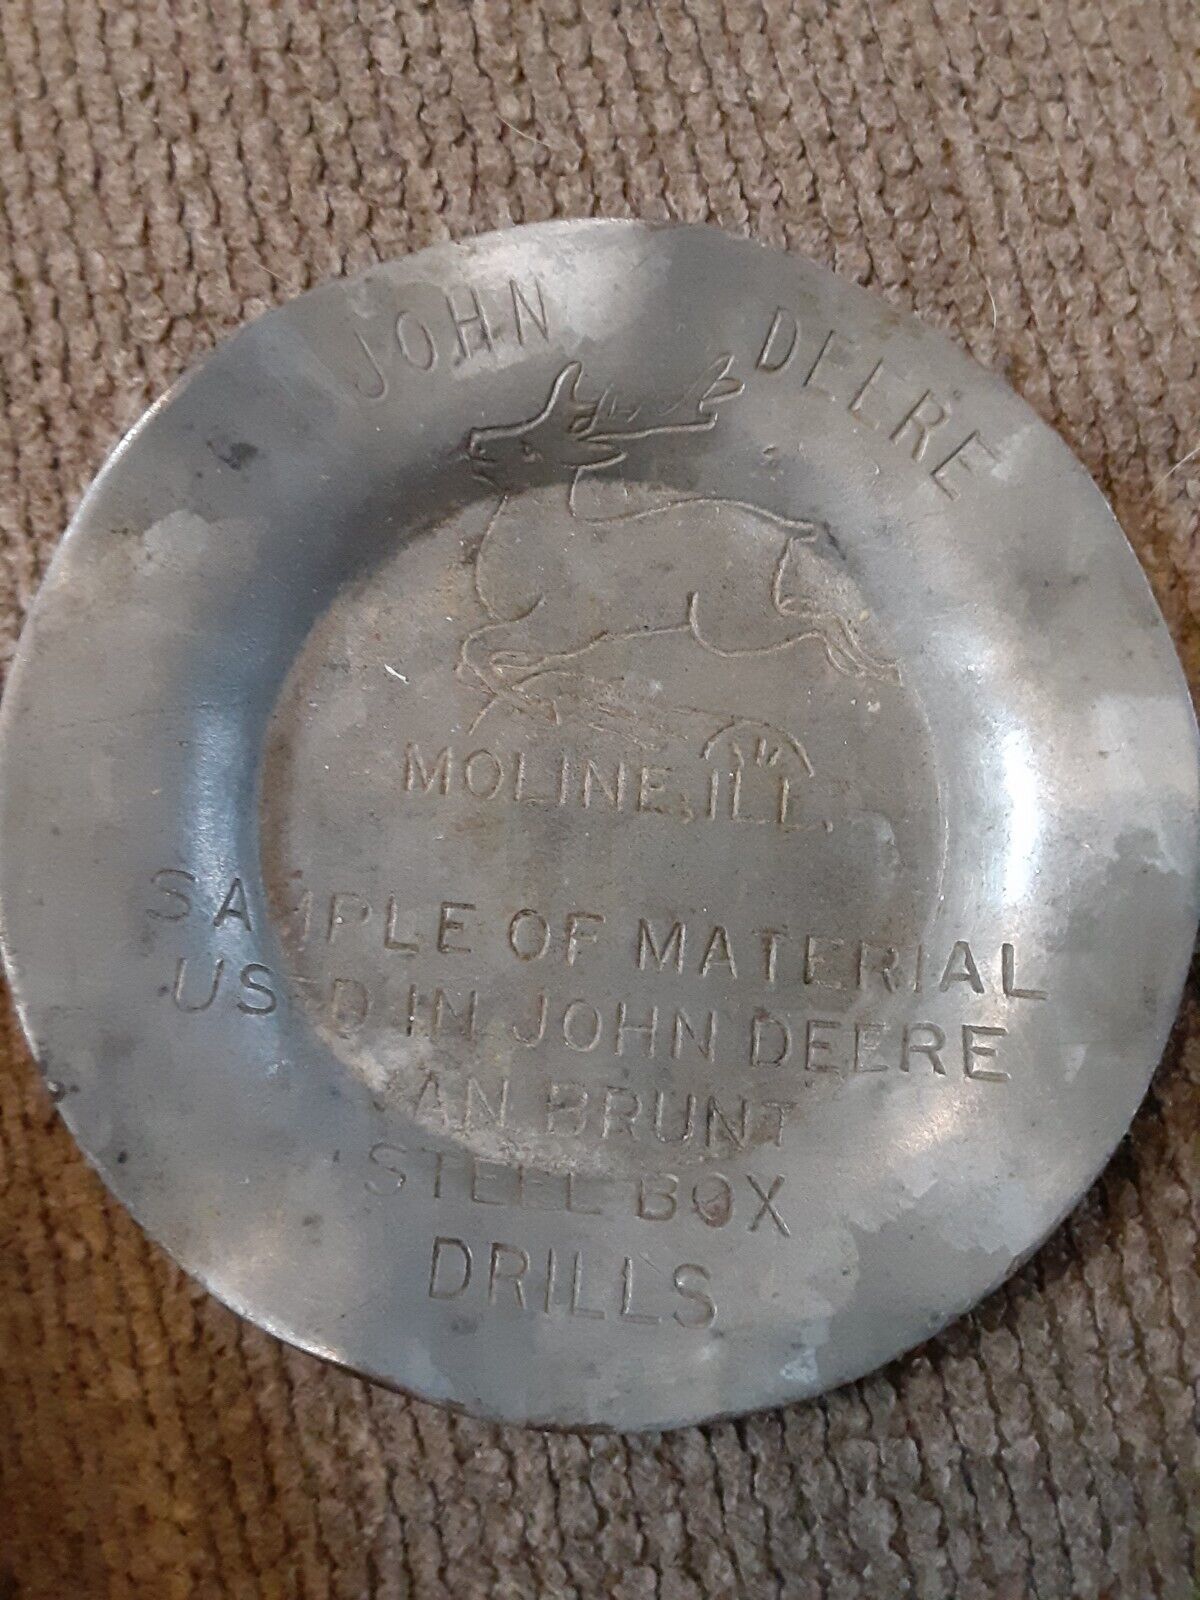 JOHN DEERE
MOLINE, ILL.
SAMPLE OF MATERIAL
USED IN JOHN DEERE
VAN BRUNT
STEEL BOX
DRILLS